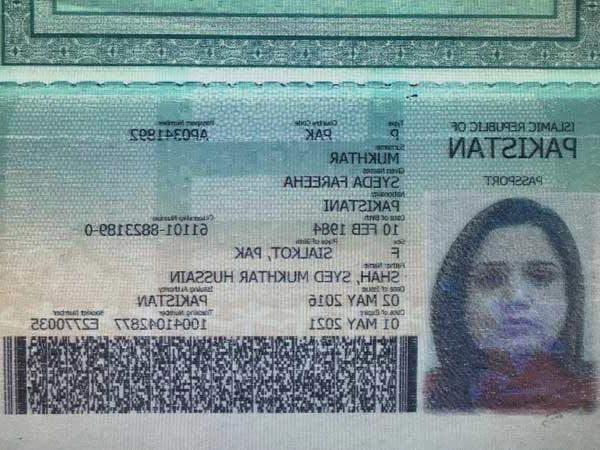 ISLAMIC REPUBLIC OF
PAKISTAN
PASSPORT
Type Country Code Passport Number
P PAK AP0341892
Surname
MUKHTAR
Given Names
SYEDA FAREEHA
Nationality
PAKISTANI
Date of Birth Citizenship Number
10 FEB 1984 61101-8823189-0
Sex Place of Birth
F SIALKOT, PAK
Father Name
SHAH, SYED MUKHTAR HUSSAIN
Date of Issue Issuing Authority
02 MAY 2016 PAKISTAN
Date of Expiry Tracking Number Booklet Number
01 MAY 2021 10041042877 E2770035